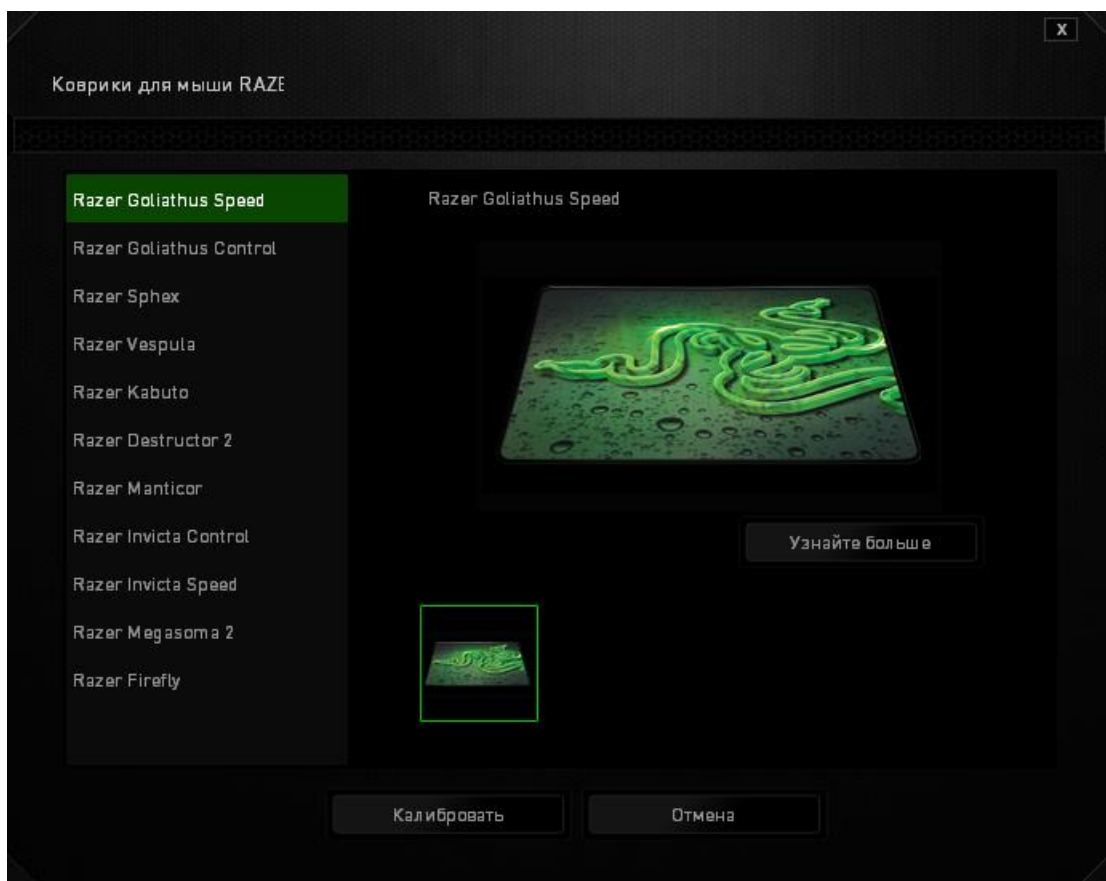 X
Коврики для мыши RAZE
Razer Goliathus Speed
Razer Goliathus Control
Razer Sphex
Razer Vespula
Razer Kabuto
Razer Destructor 2
Razer Manticor
Razer Invicta Control
Razer Invicta Speed
Razer Megasoma 2
Razer Firefly
Razer Goliathus Speed
Узнайте больше
Калибровать
Отмена